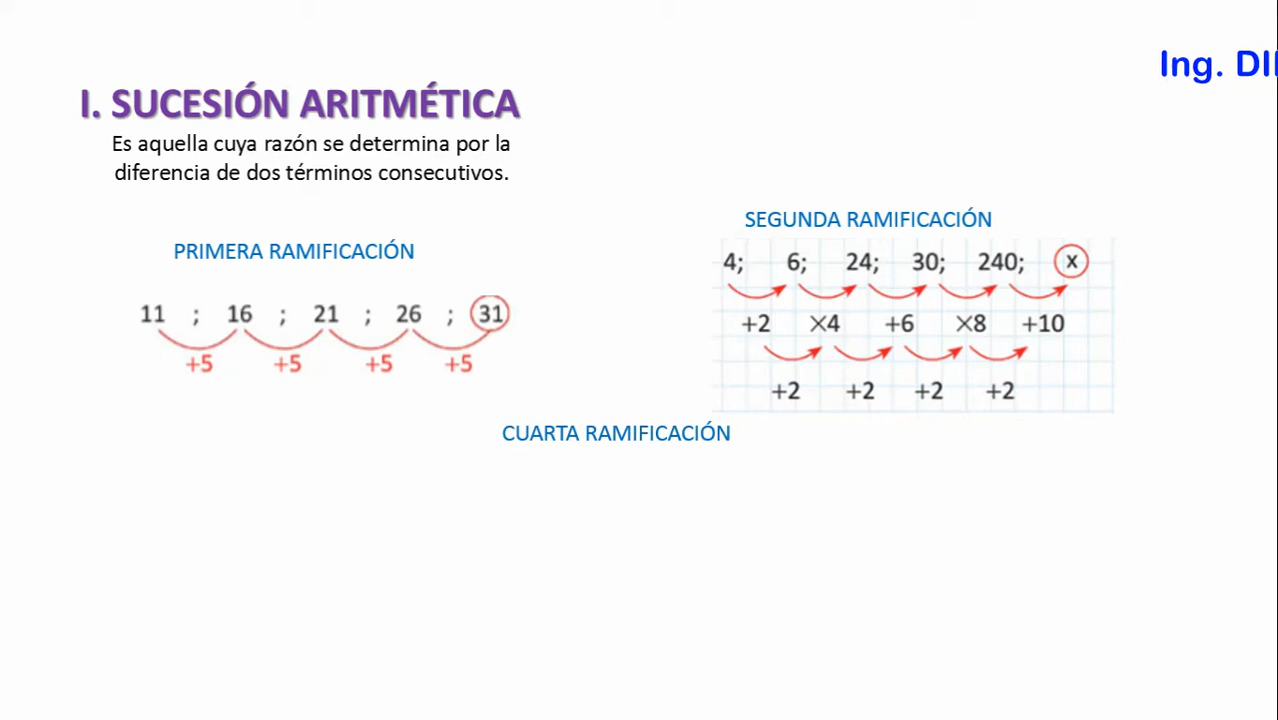 Ing. DI
I. SUCESIÓN ARITMÉTICA
Es aquella cuya razón se determina por la
diferencia de dos términos consecutivos.
PRIMERA RAMIFICACIÓN
11 ; 16 ; 21 ; 26 ; 31
+5 +5 +5 +5
SEGUNDA RAMIFICACIÓN
4; 6; 24; 30; 240; x
+2 ×4 +6 ×8 +10
+2 +2 +2 +2
CUARTA RAMIFICACIÓN